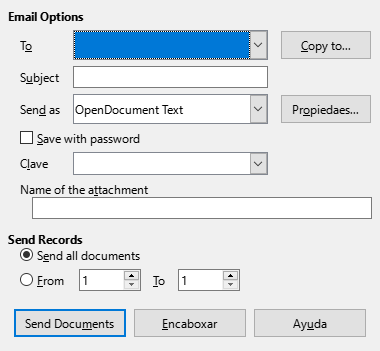 Email Options
To
Copy to...
Subject
Send as OpenDocument Text Propiedaes...
Save with password
Clave
Name of the attachment
Send Records
Send all documents
From 1 To 1
Send Documents Encaboxar Ayuda